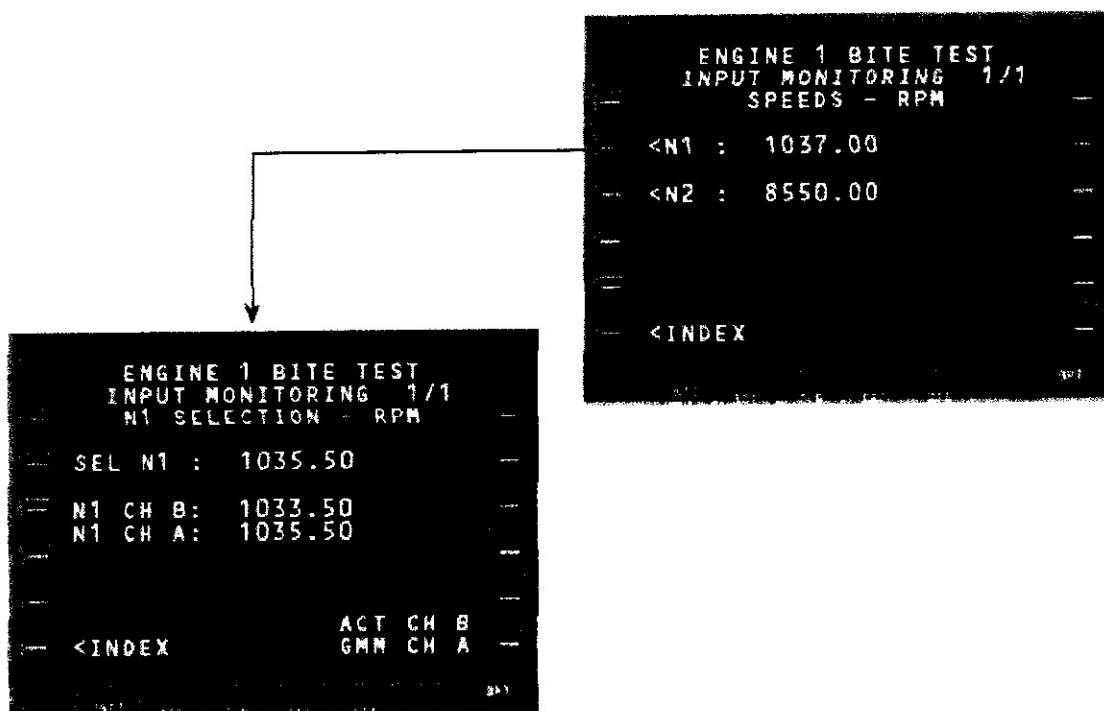 ENGINE 1 BITE TEST
INPUT MONITORING 1/1
SPEEDS - RPM
<N1 : 1037.00
<N2 : 8550.00
<INDEX
ENGINE 1 BITE TEST
INPUT MONITORING 1/1
N1 SELECTION - RPM
SEL N1 : 1035.50
N1 CH B: 1033.50
N1 CH A: 1035.50
ACT CH B
<INDEX GMM CH A